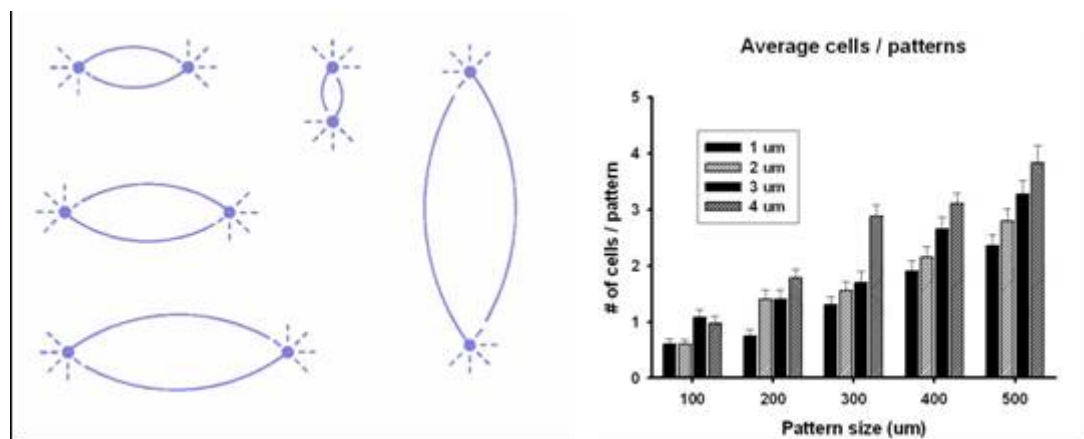 Average cells / patterns
# of cells / pattern
5
4
3
2
1
0
1 um
2 um
3 um
4 um
100 200 300 400 500
Pattern size (um)